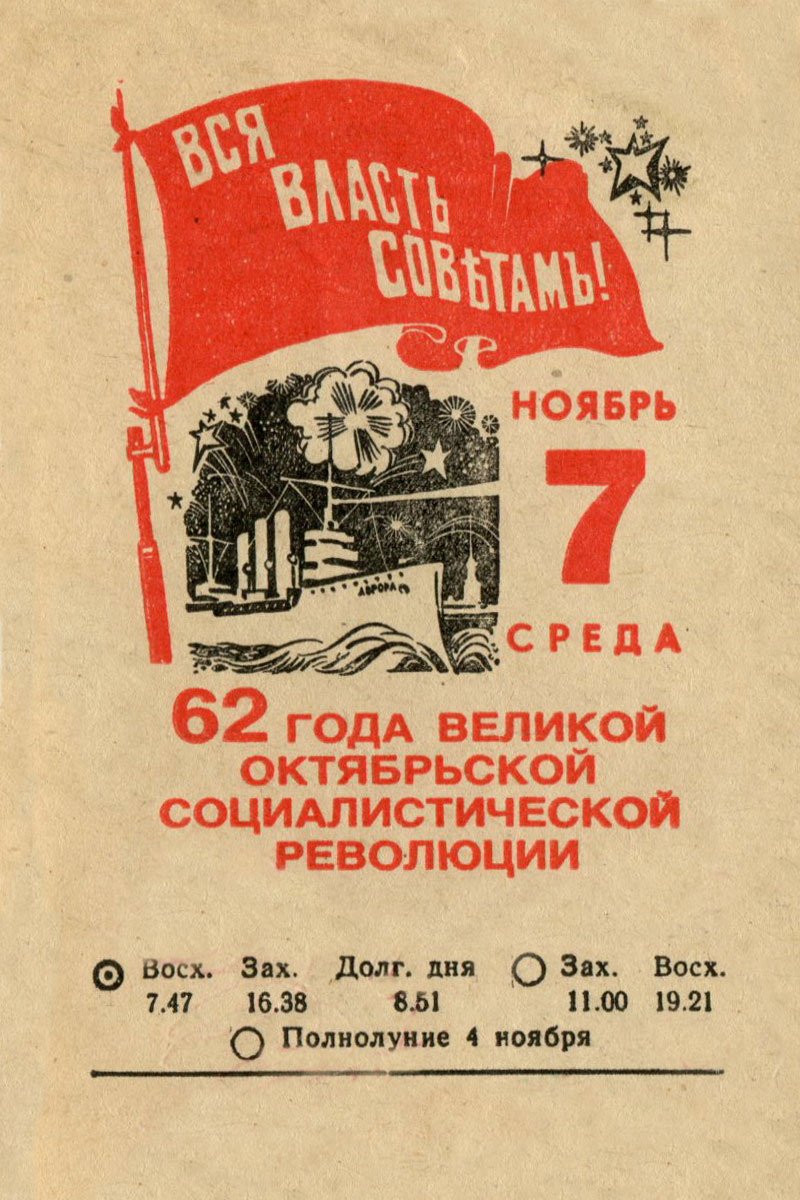 ВСЯ
ВЛАСТЬ
СОВѢТАМЪ!
НОЯБРЬ
7
АВРОРА
СРЕДА
62 ГОДА ВЕЛИКОЙ
ОКТЯБРЬСКОЙ
СОЦИАЛИСТИЧЕСКОЙ
РЕВОЛЮЦИИ
Восх. Зах. Долг. дня Зах. Восх.
7.47 16.38 8.51 11.00 19.21
Полнолуние 4 ноября